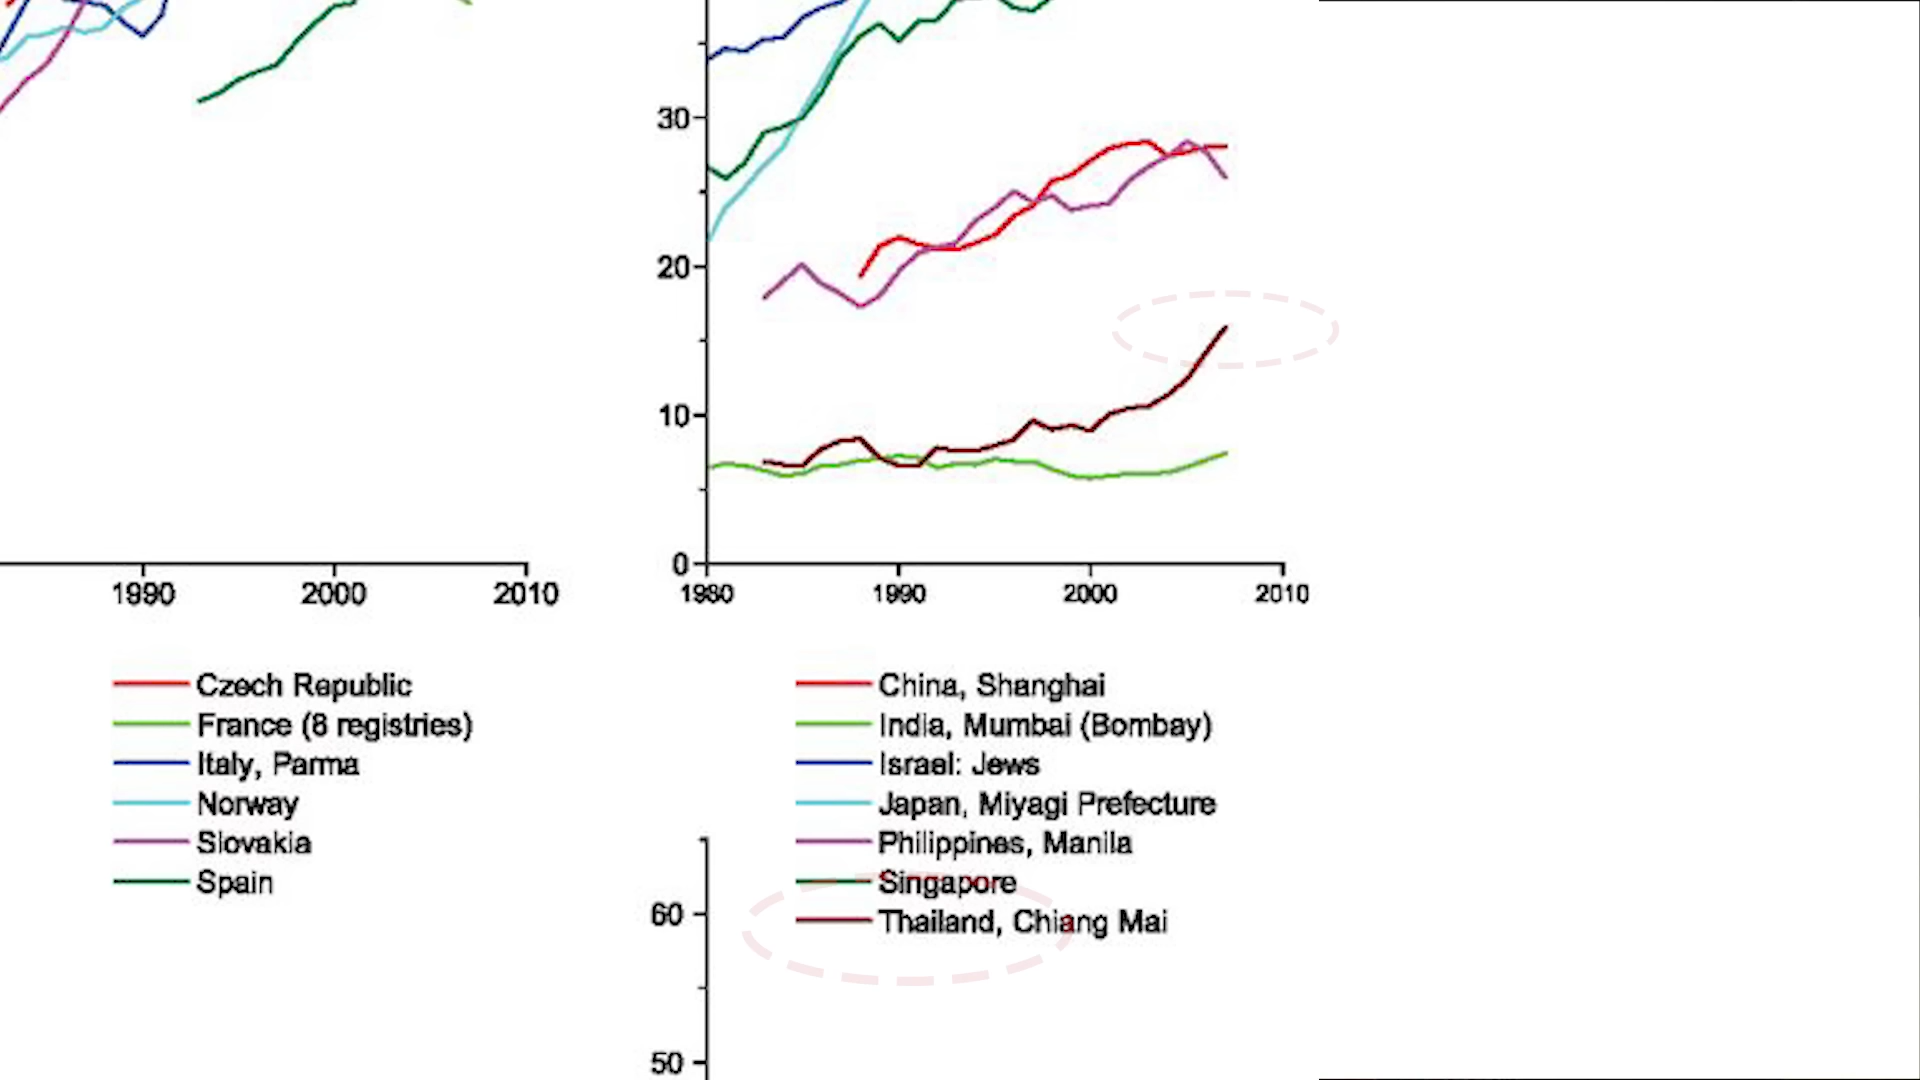 30
20
10
0
1990 2000 2010
1980 1990 2000 2010
Czech Republic
France (8 registries)
Italy, Parma
Norway
Slovakia
Spain
China, Shanghai
India, Mumbai (Bombay)
Israel: Jews
Japan, Miyagi Prefecture
Philippines, Manila
Singapore
Thailand, Chiang Mai
60
50